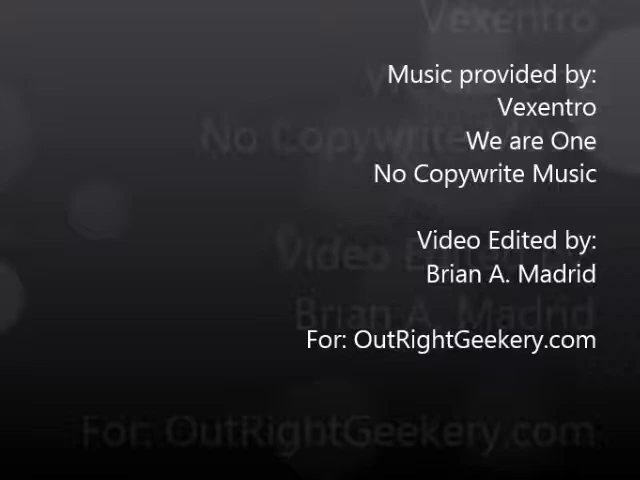 Music provided by:
Vexentro
We are One
No Copywrite Music
Video Edited by:
Brian A. Madrid
For: OutRightGeekery.com